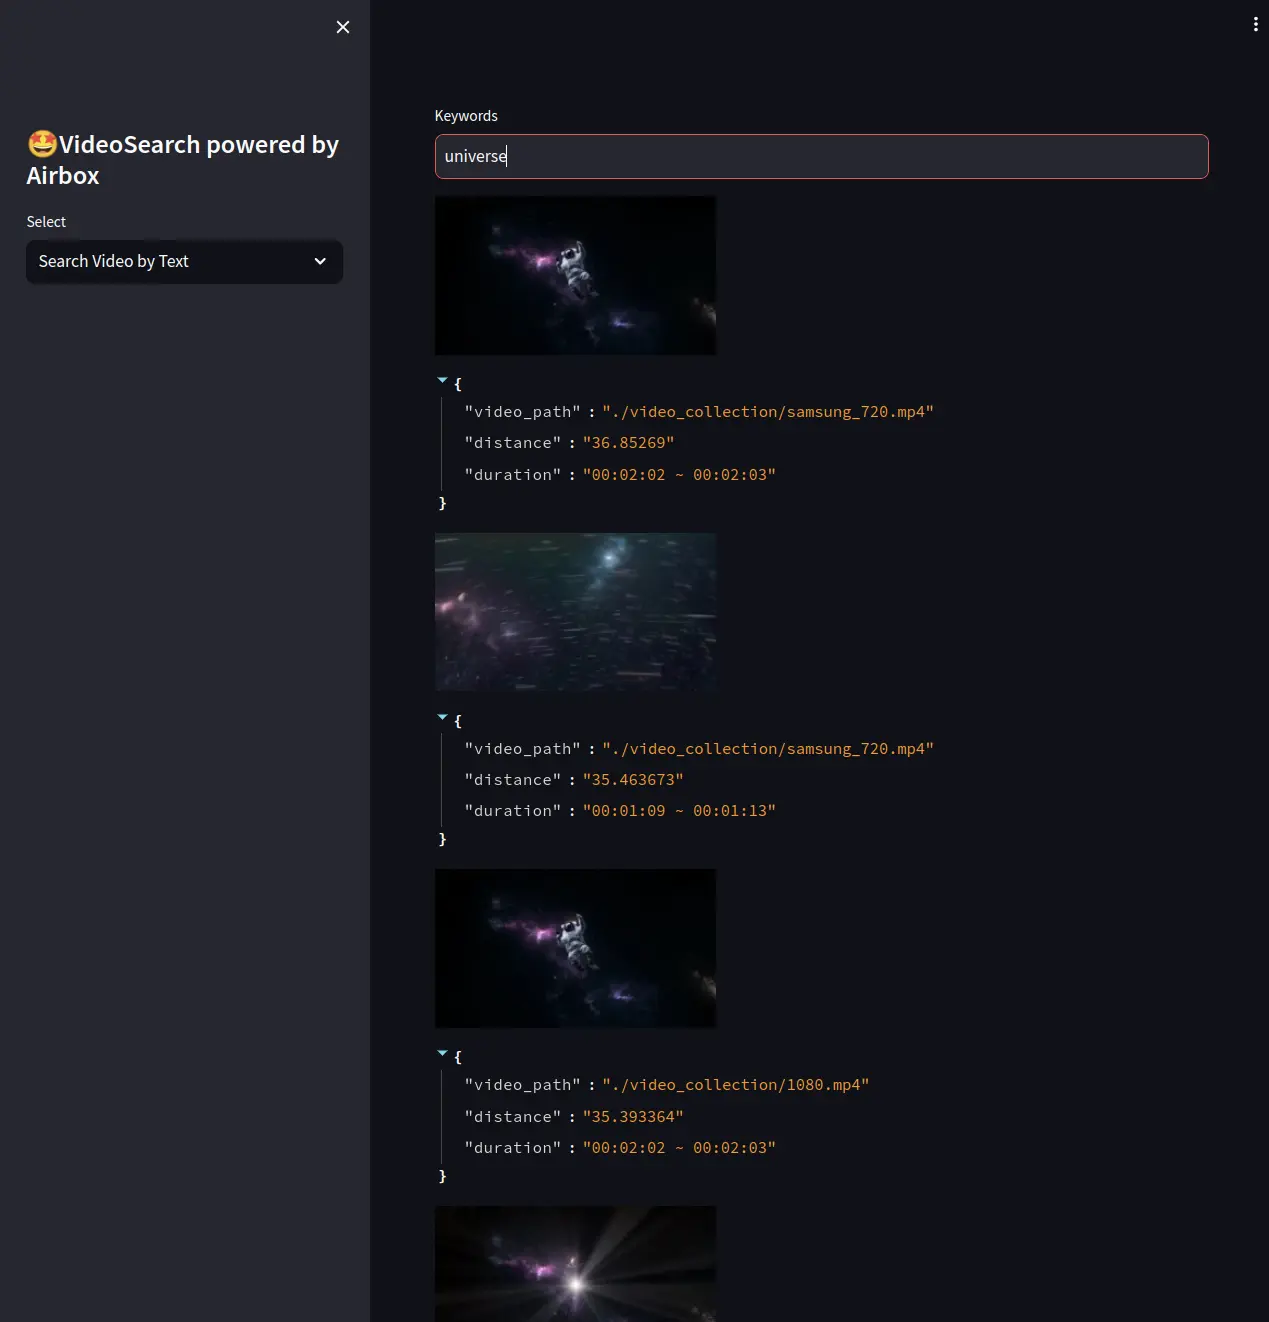 🤩VideoSearch powered by
Airbox
Select
Search Video by Text
Keywords
universe
{
"video_path" : "./video_collection/samsung_720.mp4"
"distance" : "36.85269"
"duration" : "00:02:02 ~ 00:02:03"
}
{
"video_path" : "./video_collection/samsung_720.mp4"
"distance" : "35.463673"
"duration" : "00:01:09 ~ 00:01:13"
}
{
"video_path" : "./video_collection/1080.mp4"
"distance" : "35.393364"
"duration" : "00:02:02 ~ 00:02:03"
}